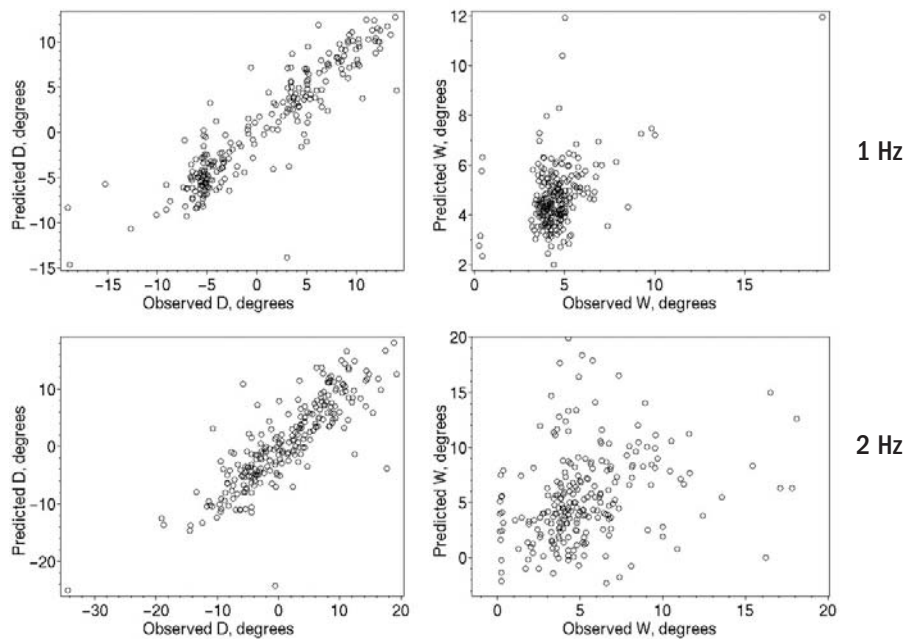 10
5
0
−5
−10
−15
Predicted D, degrees
−15 −10 −5 0 5 10
Observed D, degrees
12
10
8
6
4
2
Predicted W, degrees
0 5 10 15
Observed W, degrees
1 Hz
10
0
−10
−20
Predicted D, degrees
−30 −20 −10 0 10 20
Observed D, degrees
20
15
10
5
0
Predicted W, degrees
0 5 10 15 20
Observed W, degrees
2 Hz